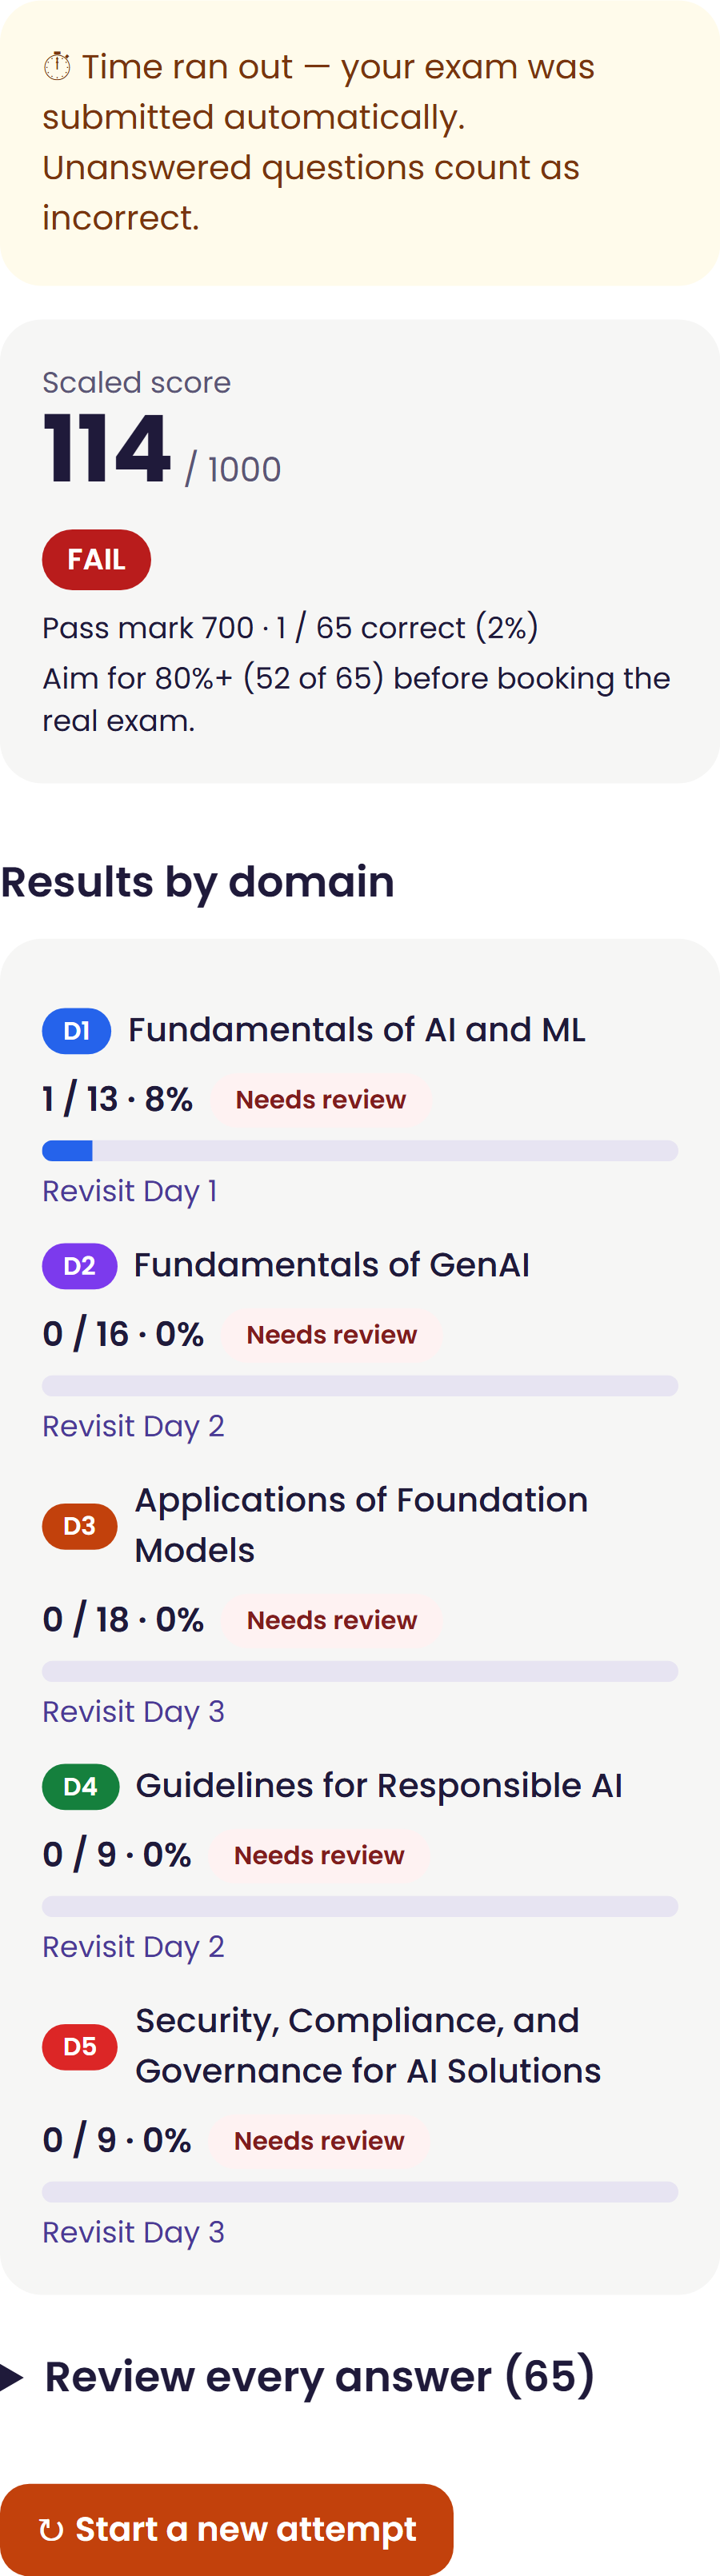 ⏱ Time ran out — your exam was
submitted automatically.
Unanswered questions count as
incorrect.
Scaled score
114 / 1000
FAIL
Pass mark 700 · 1 / 65 correct (2%)
Aim for 80%+ (52 of 65) before booking the
real exam.
Results by domain
D1 Fundamentals of AI and ML
1 / 13 · 8% Needs review
Revisit Day 1
D2 Fundamentals of GenAI
0 / 16 · 0% Needs review
Revisit Day 2
D3 Applications of Foundation
Models
0 / 18 · 0% Needs review
Revisit Day 3
D4 Guidelines for Responsible AI
0 / 9 · 0% Needs review
Revisit Day 2
D5 Security, Compliance, and
Governance for AI Solutions
0 / 9 · 0% Needs review
Revisit Day 3
▶ Review every answer (65)
↻ Start a new attempt